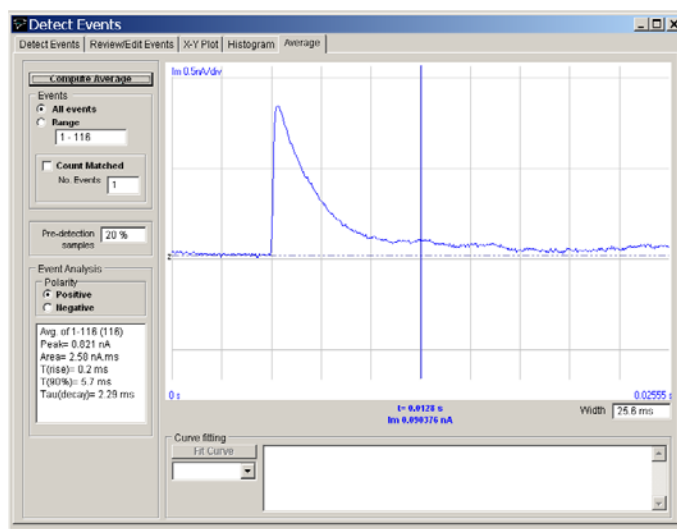 Detect Events
Detect Events Review/Edit Events X-Y Plot Histogram Average
Compute Average
Events
All events
Range
1 - 116
Count Matched
No. Events 1
Pre-detection samples 20 %
Event Analysis
Polarity
Positive
Negative
Avg. of 1-116 (116)
Peak= 0.821 nA
Area= 2.58 nA.ms
T(rise)= 0.2 ms
T(90%)= 5.7 ms
Tau(decay)= 2.29 ms
Im 0.5nA/div
z
0 s
0.02555 s
t= 0.0128 s
Im 0.090376 nA
Width 25.6 ms
Curve fitting
Fit Curve